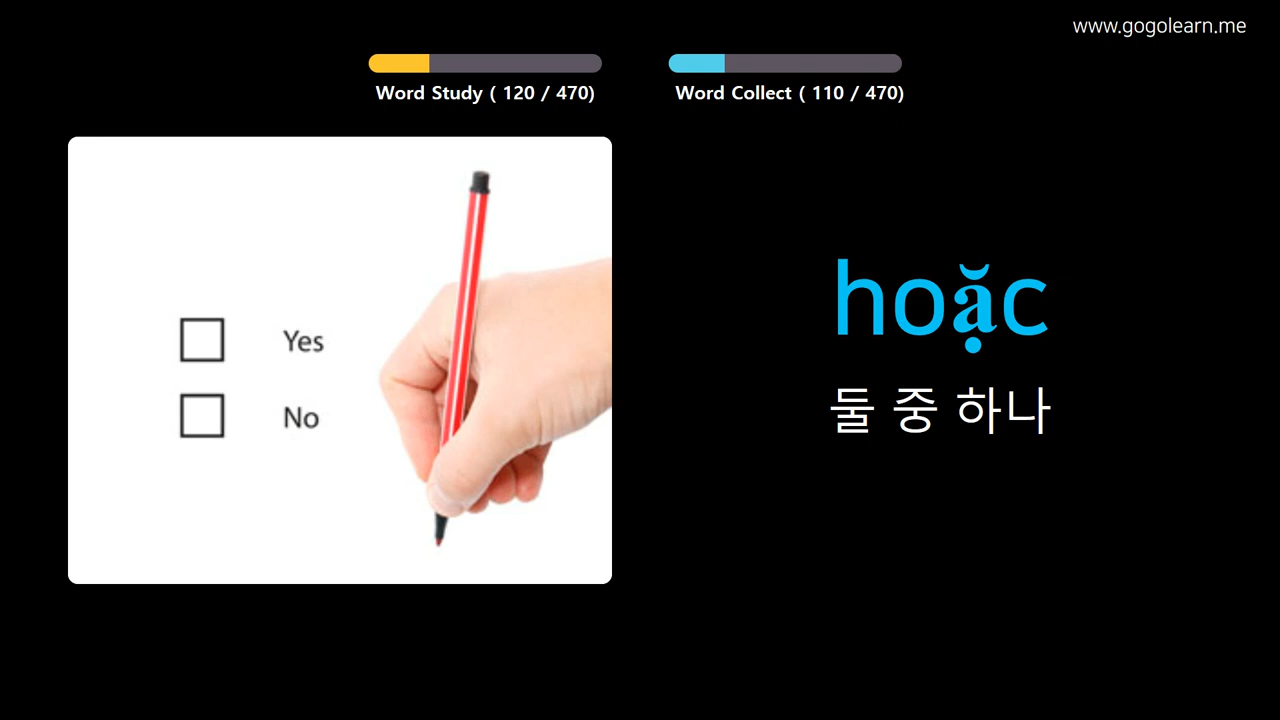 www.gogolearn.me
Word Study ( 120 / 470)
Word Collect ( 110 / 470)
Yes
No
hoặc
둘 중 하나